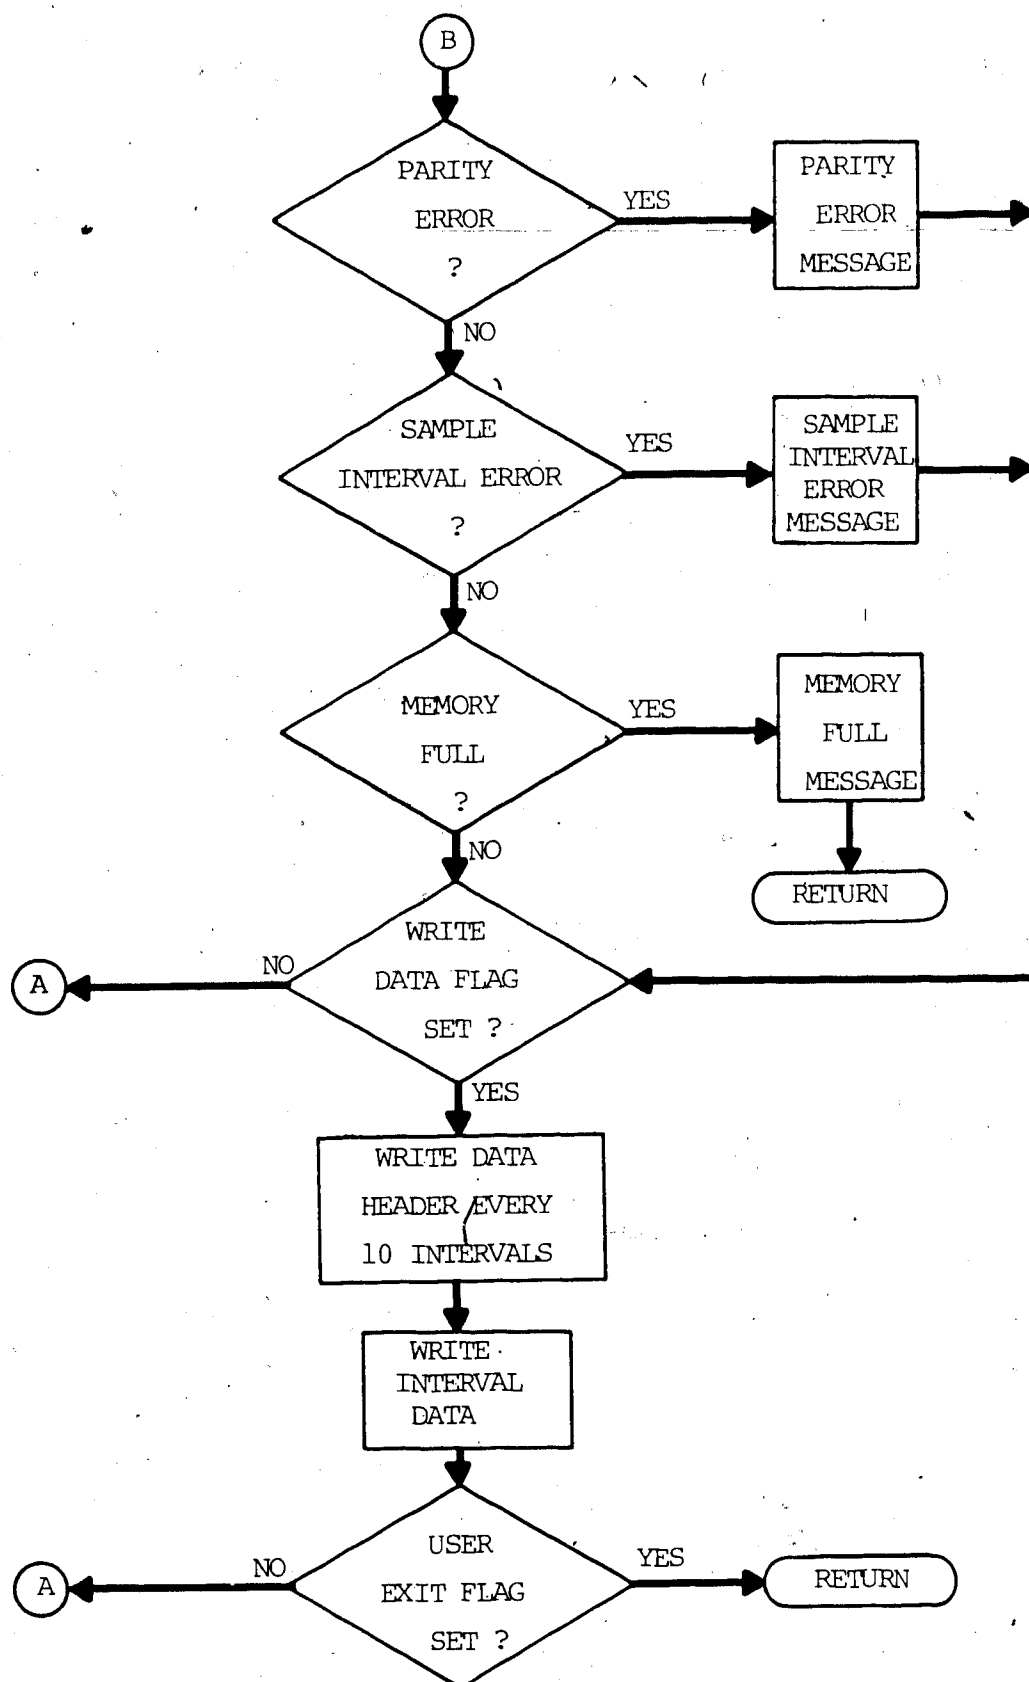 B
PARITY
ERROR
?
YES
PARITY
ERROR
MESSAGE
NO
SAMPLE
INTERVAL ERROR
?
YES
SAMPLE
INTERVAL
ERROR
MESSAGE
NO
MEMORY
FULL
?
YES
MEMORY
FULL
MESSAGE
RETURN
NO
WRITE
DATA FLAG
SET ?
NO
A
YES
WRITE DATA
HEADER EVERY
10 INTERVALS
WRITE
INTERVAL
DATA
USER
EXIT FLAG
SET ?
NO
A
YES
RETURN